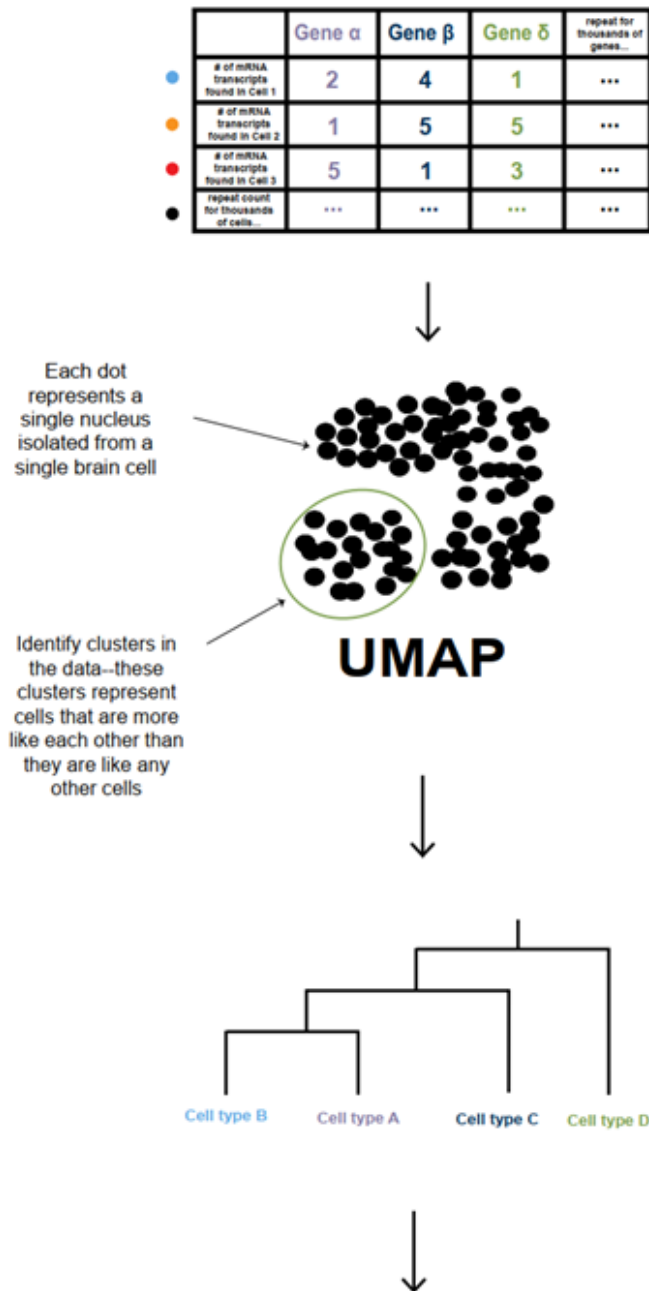 Gene α Gene β Gene δ repeat for
thousands of
genes...
# of mRNA
transcripts
found in Cell 1
2 4 1 ...
# of mRNA
transcripts
found in Cell 2
1 5 5 ...
# of mRNA
transcripts
found in Cell 3
5 1 3 ...
repeat count
for thousands
of cells...
... ... ... ...
Each dot
represents a
single nucleus
isolated from a
single brain cell
Identify clusters in
the data--these
clusters represent
cells that are more
like each other than
they are like any
other cells
UMAP
Cell type B Cell type A Cell type C Cell type D